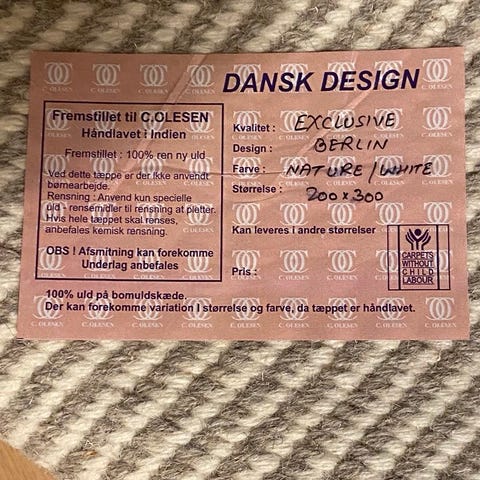 DANSK DESIGN
Fremstillet til C.OLESEN
Håndlavet i Indien
Fremstillet : 100% ren ny uld
Ved dette tæppe er der ikke anvendt
børnearbejde.
Rensning : Anvend kun specielle
uld - rensemidler til rensning af pletter.
Hvis hele tæppet skal renses,
anbefales kemisk rensning.
OBS ! Afsmitning kan forekomme
Underlag anbefales
Kvalitet : EXCLUSIVE
Design : BERLIN
Farve : NATURE / WHITE
Størrelse : 200 x 300
Kan leveres i andre størrelser
Pris :
CARPETS
WITHOUT
CHILD
LABOUR
100% uld på bomuldskæde.
Der kan forekomme variation i størrelse og farve, da tæppet er håndlavet.
C. OLESEN